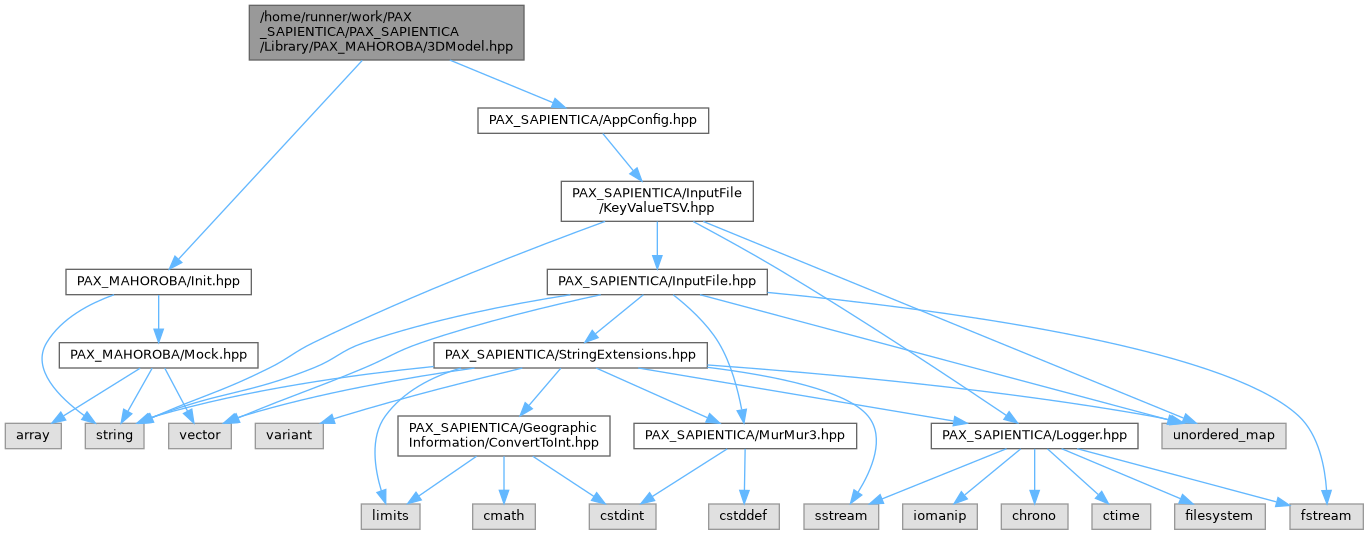 /home/runner/work/PAX
_SAPIENTICA/PAX_SAPIENTICA
/Library/PAX_MAHOROBA/3DModel.hpp
PAX_SAPIENTICA/AppConfig.hpp
PAX_SAPIENTICA/InputFile
/KeyValueTSV.hpp
PAX_MAHOROBA/Init.hpp
PAX_SAPIENTICA/InputFile.hpp
PAX_MAHOROBA/Mock.hpp
PAX_SAPIENTICA/StringExtensions.hpp
array
string
vector
variant
PAX_SAPIENTICA/Geographic
Information/ConvertToInt.hpp
PAX_SAPIENTICA/MurMur3.hpp
PAX_SAPIENTICA/Logger.hpp
unordered_map
limits
cmath
cstdint
cstddef
sstream
iomanip
chrono
ctime
filesystem
fstream